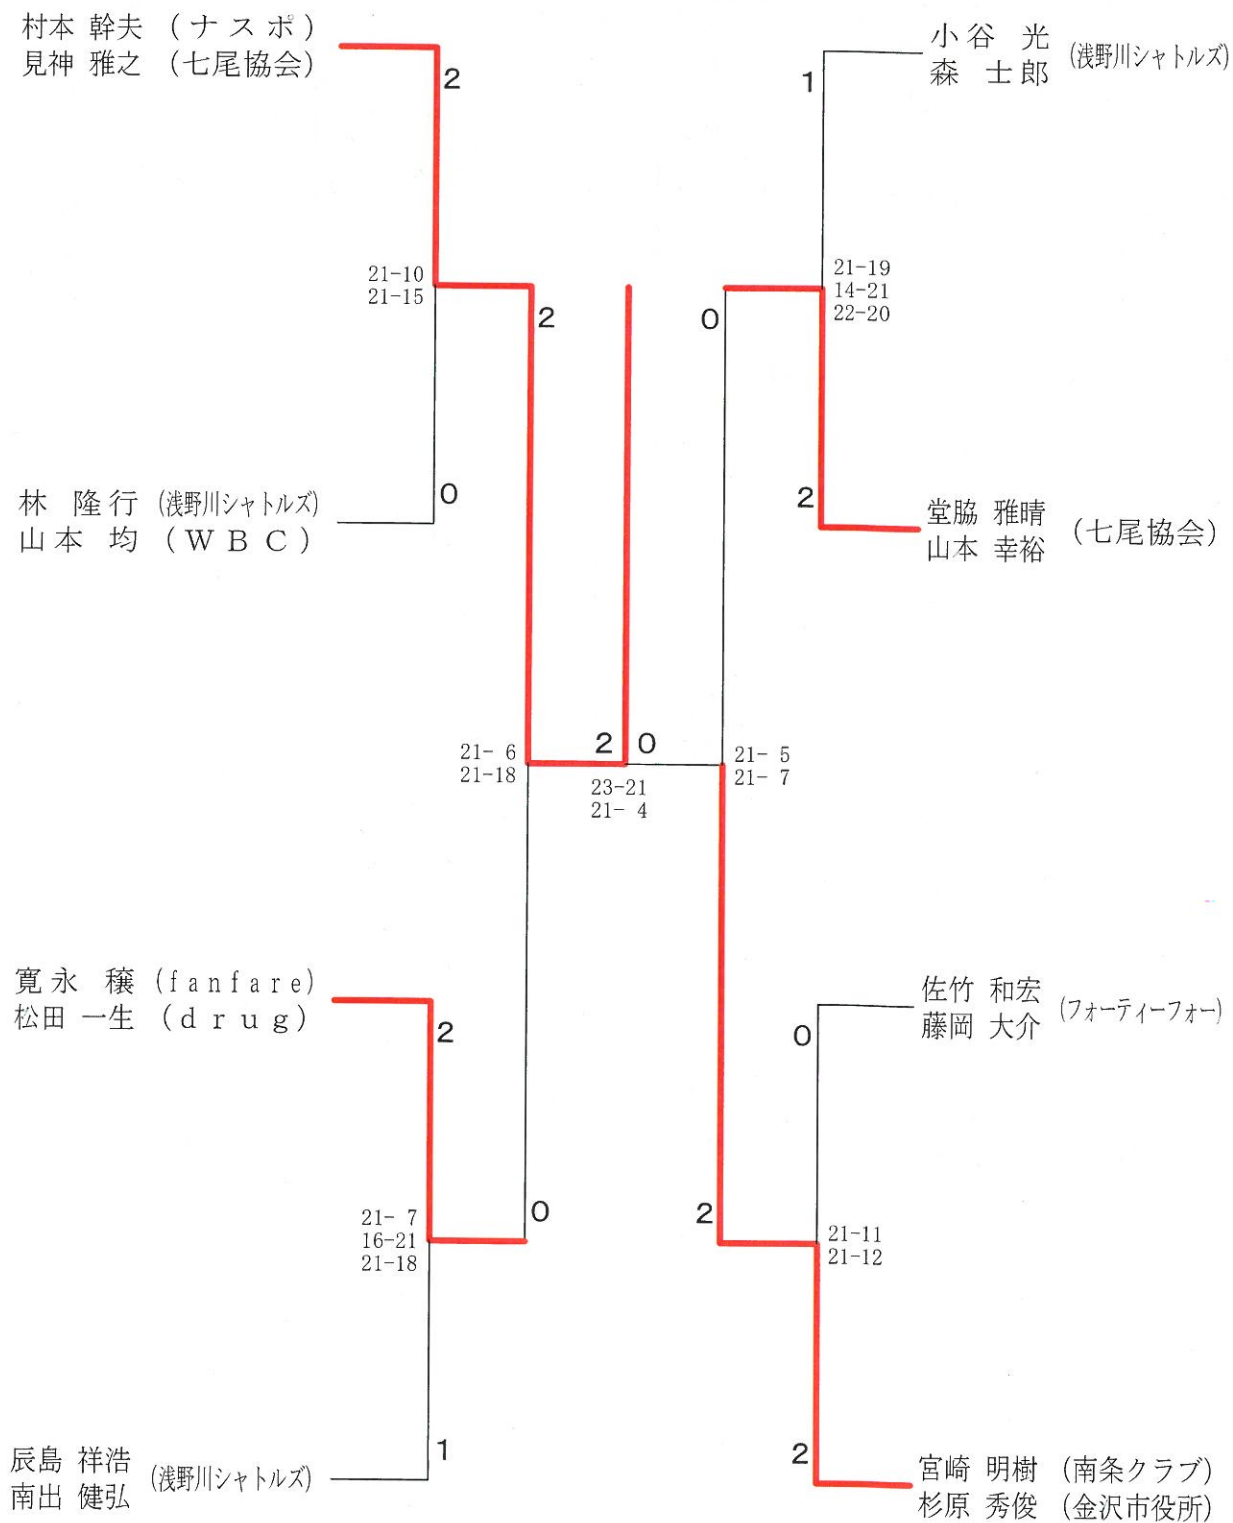 村本 幹夫 (ナスポ)
見神 雅之 (七尾協会)
2
21-10
21-15
0
林 隆行 (浅野川シャトルズ)
山本 均 (WBC)
2
21- 6
21-18
0
寛永 穣 (fanfare)
松田 一生 (drug)
2
21- 7
16-21
21-18
1
辰島 祥浩
南出 健弘
(浅野川シャトルズ)
2 0
23-21
21- 4
小谷 光
森 士郎
(浅野川シャトルズ)
1
21-19
14-21
22-20
2
堂脇 雅晴
山本 幸裕
(七尾協会)
0
21- 5
21- 7
2
佐竹 和宏
藤岡 大介
(フォーティーフォー)
0
21-11
21-12
2
宮崎 明樹 (南条クラブ)
杉原 秀俊 (金沢市役所)